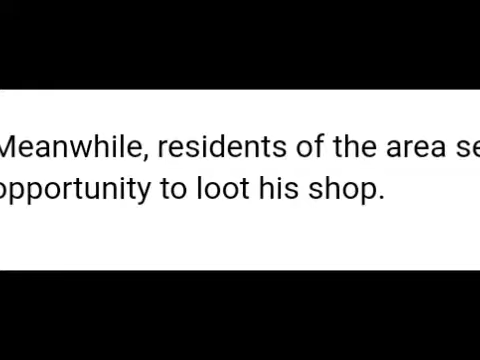 Meanwhile, residents of the area
opportunity to loot his shop.